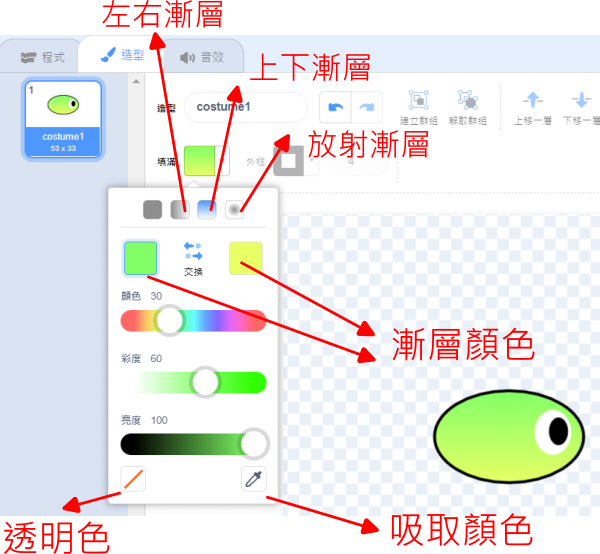 左右漸層
程式
造型
音效
上下漸層
1
costume1
53 x 33
造型
costume1
建立群組
解散群組
上移一層
下移一層
填滿
外框
4
放射漸層
交換
顏色 30
漸層顏色
彩度 60
亮度 100
透明色
吸取顏色